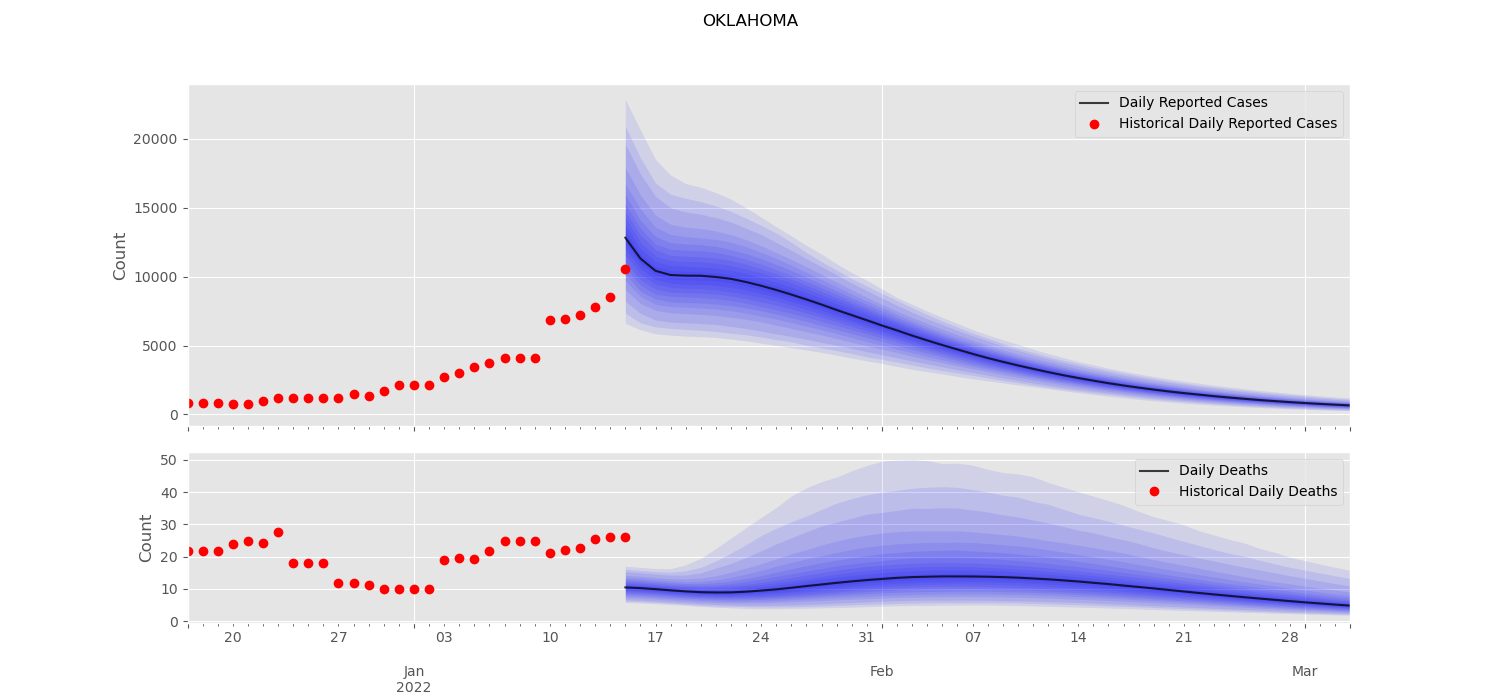 OKLAHOMA
Daily Reported Cases
Historical Daily Reported Cases
20000
15000
10000
5000
0
Count
Daily Deaths
Historical Daily Deaths
50
40
30
20
10
0
Count
20 27 03 10 17 24 31 07 14 21 28
Jan Feb Mar
2022